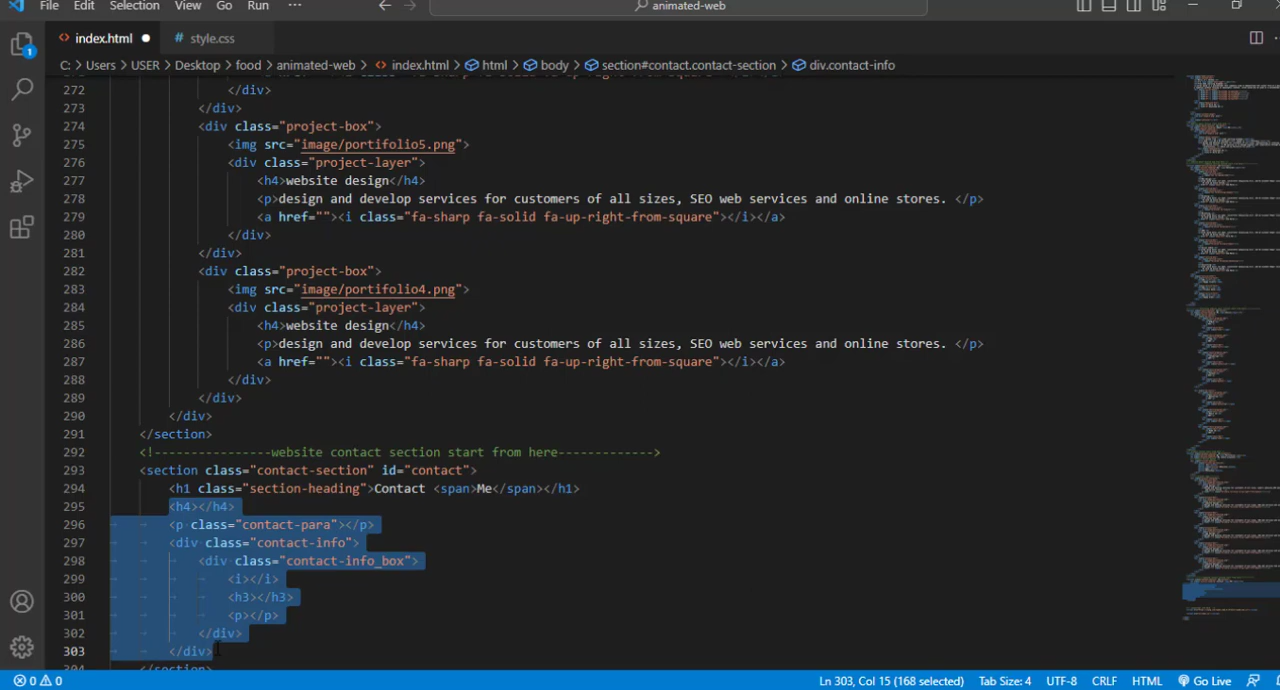 File Edit Selection View Go Run ··· ← → animated-web
<> index.html ● # style.css
C: > Users > USER > Desktop > food > animated-web > <> index.html > html > body > section#contact.contact-section > div.contact-info
272 </div>
273 </div>
274 <div class="project-box">
275 <img src="image/portifolio5.png">
276 <div class="project-layer">
277 <h4>website design</h4>
278 <p>design and develop services for customers of all sizes, SEO web services and online stores. </p>
279 <a href=""><i class="fa-sharp fa-solid fa-up-right-from-square"></i></a>
280 </div>
281 </div>
282 <div class="project-box">
283 <img src="image/portifolio4.png">
284 <div class="project-layer">
285 <h4>website design</h4>
286 <p>design and develop services for customers of all sizes, SEO web services and online stores. </p>
287 <a href=""><i class="fa-sharp fa-solid fa-up-right-from-square"></i></a>
288 </div>
289 </div>
290 </div>
291 </section>
292 <!----------------website contact section start from here------------->
293 <section class="contact-section" id="contact">
294 <h1 class="section-heading">Contact <span>Me</span></h1>
295 <h4></h4>
296 <p class="contact-para"></p>
297 <div class="contact-info">
298 <div class="contact-info_box">
299 <i></i>
300 <h3></h3>
301 <p></p>
302 </div>
303 </div>
304 </section>
0 0 Ln 303, Col 15 (168 selected) Tab Size: 4 UTF-8 CRLF HTML Go Live